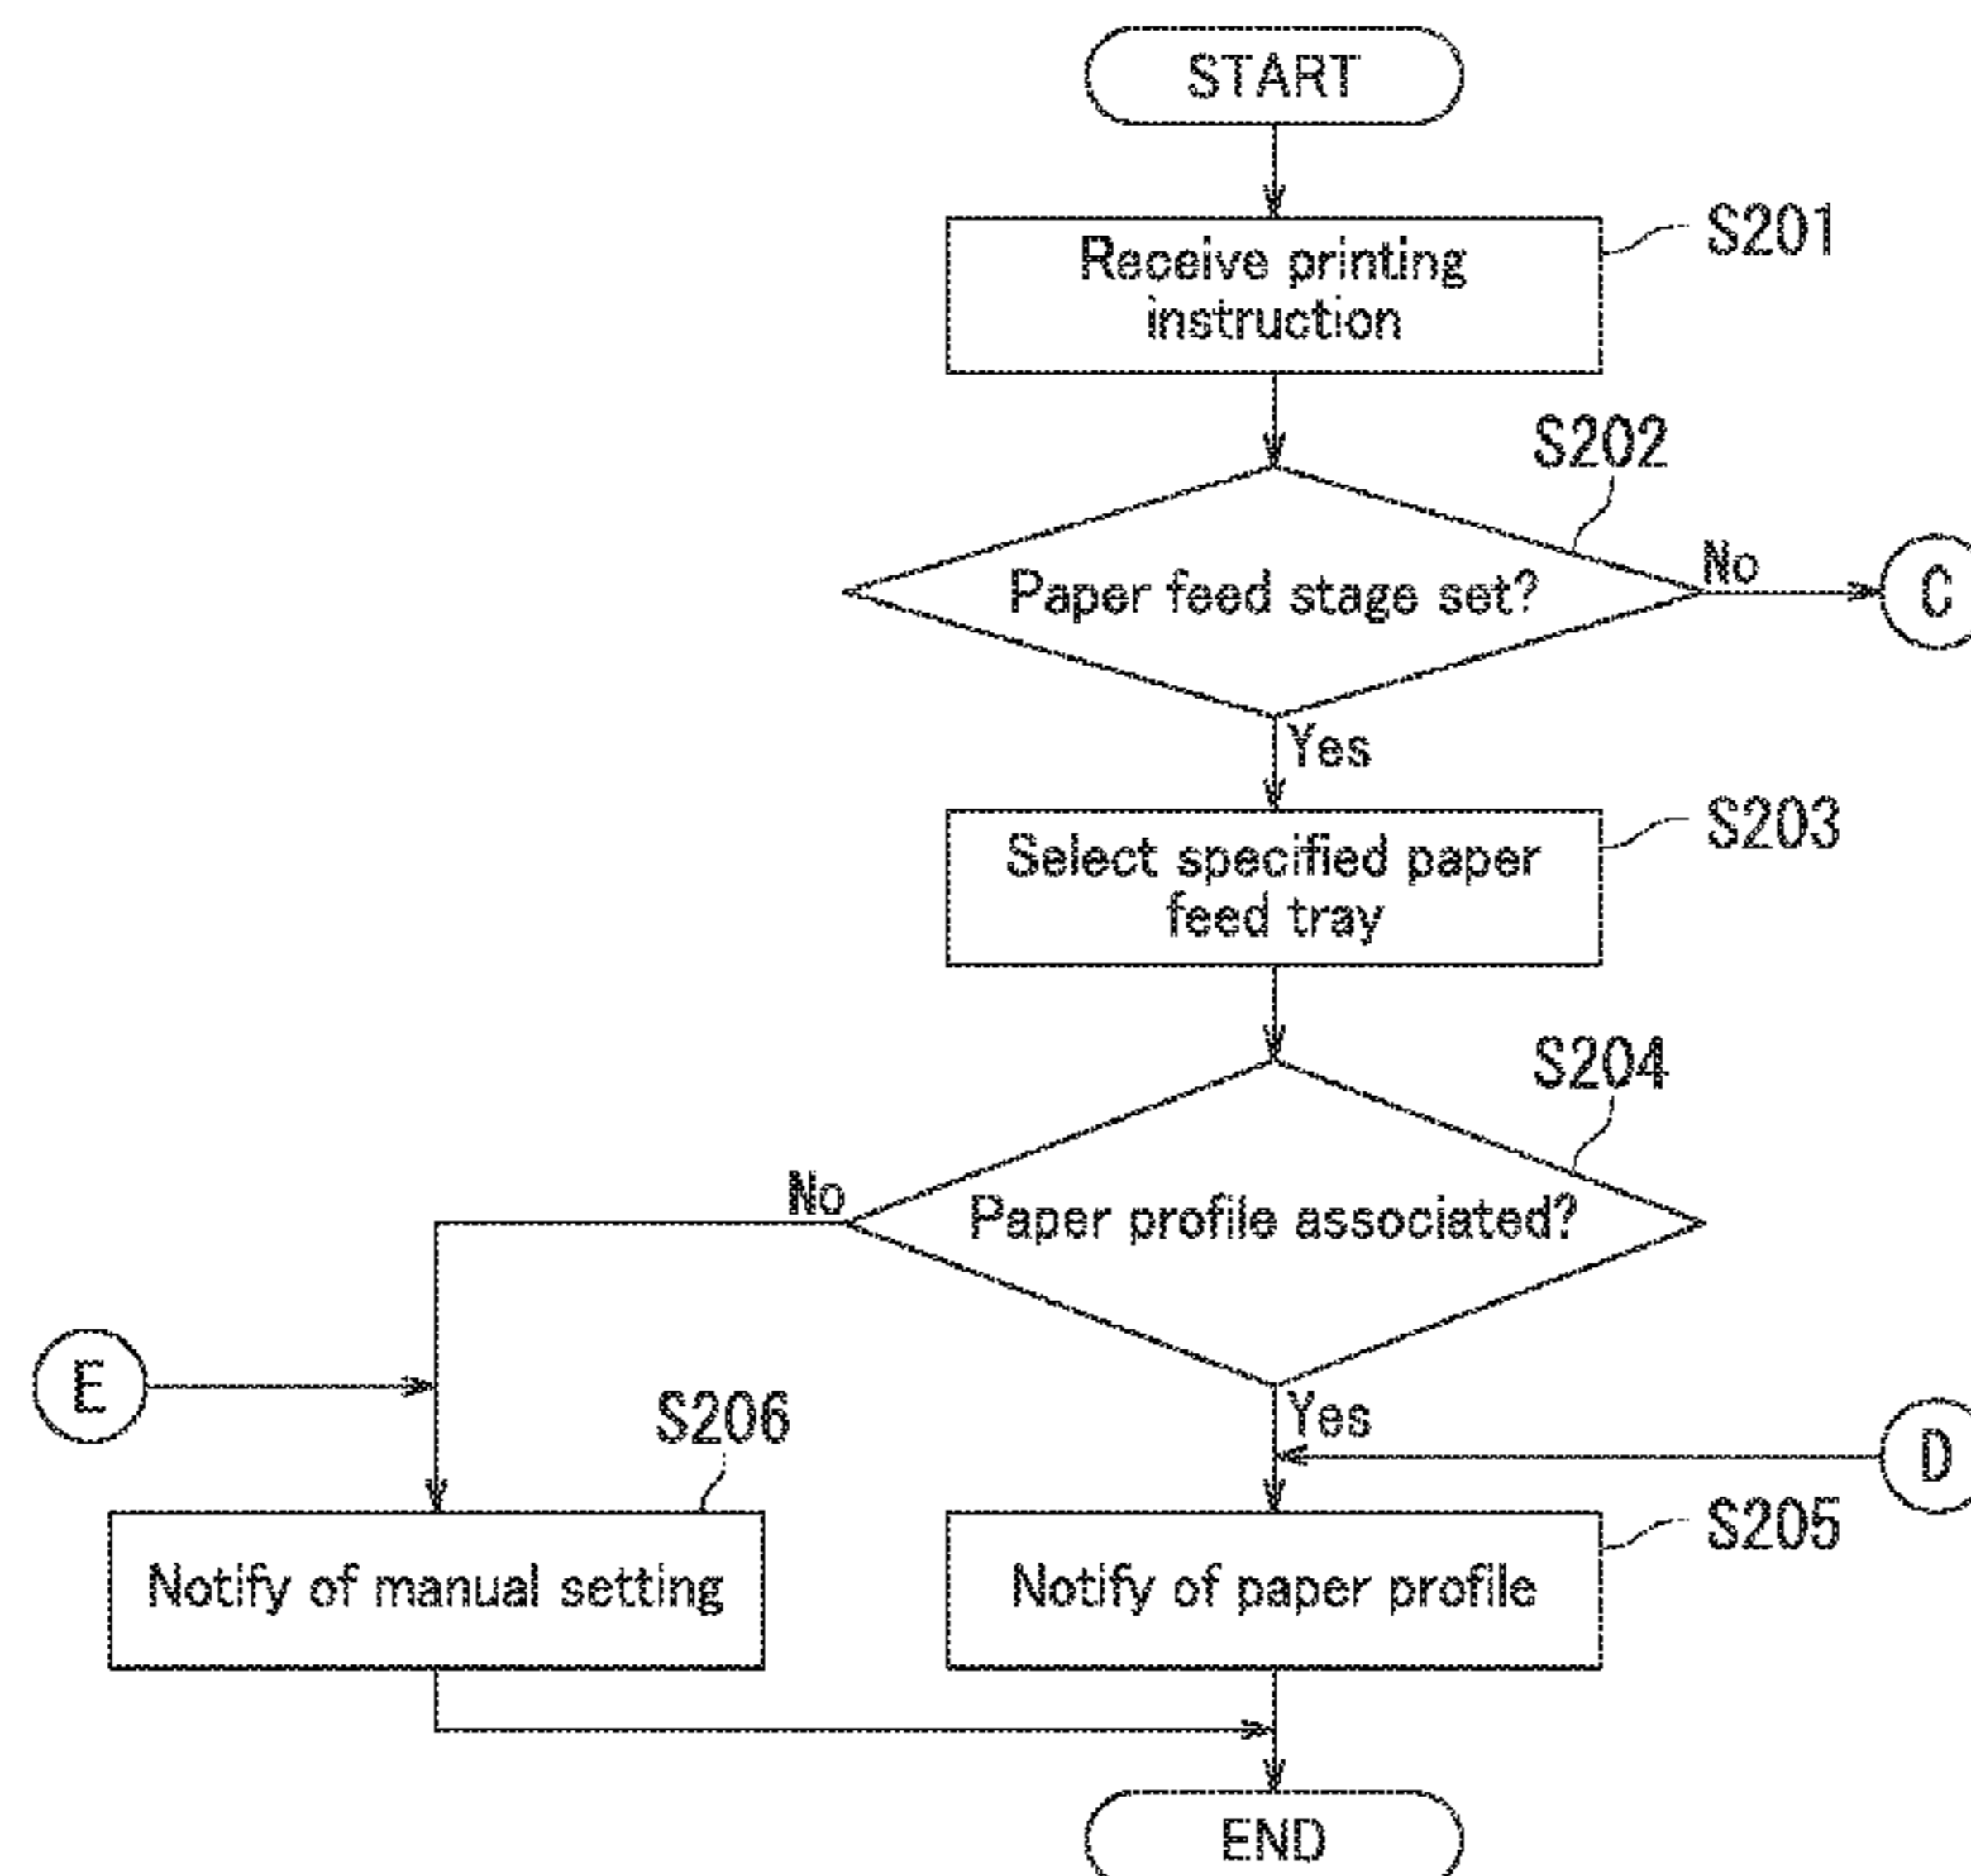 START
Receive printing
instruction
S201
S202
Paper feed stage set?
No
C
Yes
Select specified paper
feed tray
S203
S204
Paper profile associated?
No
Yes
E
D
S206
Notify of manual setting
S205
Notify of paper profile
END